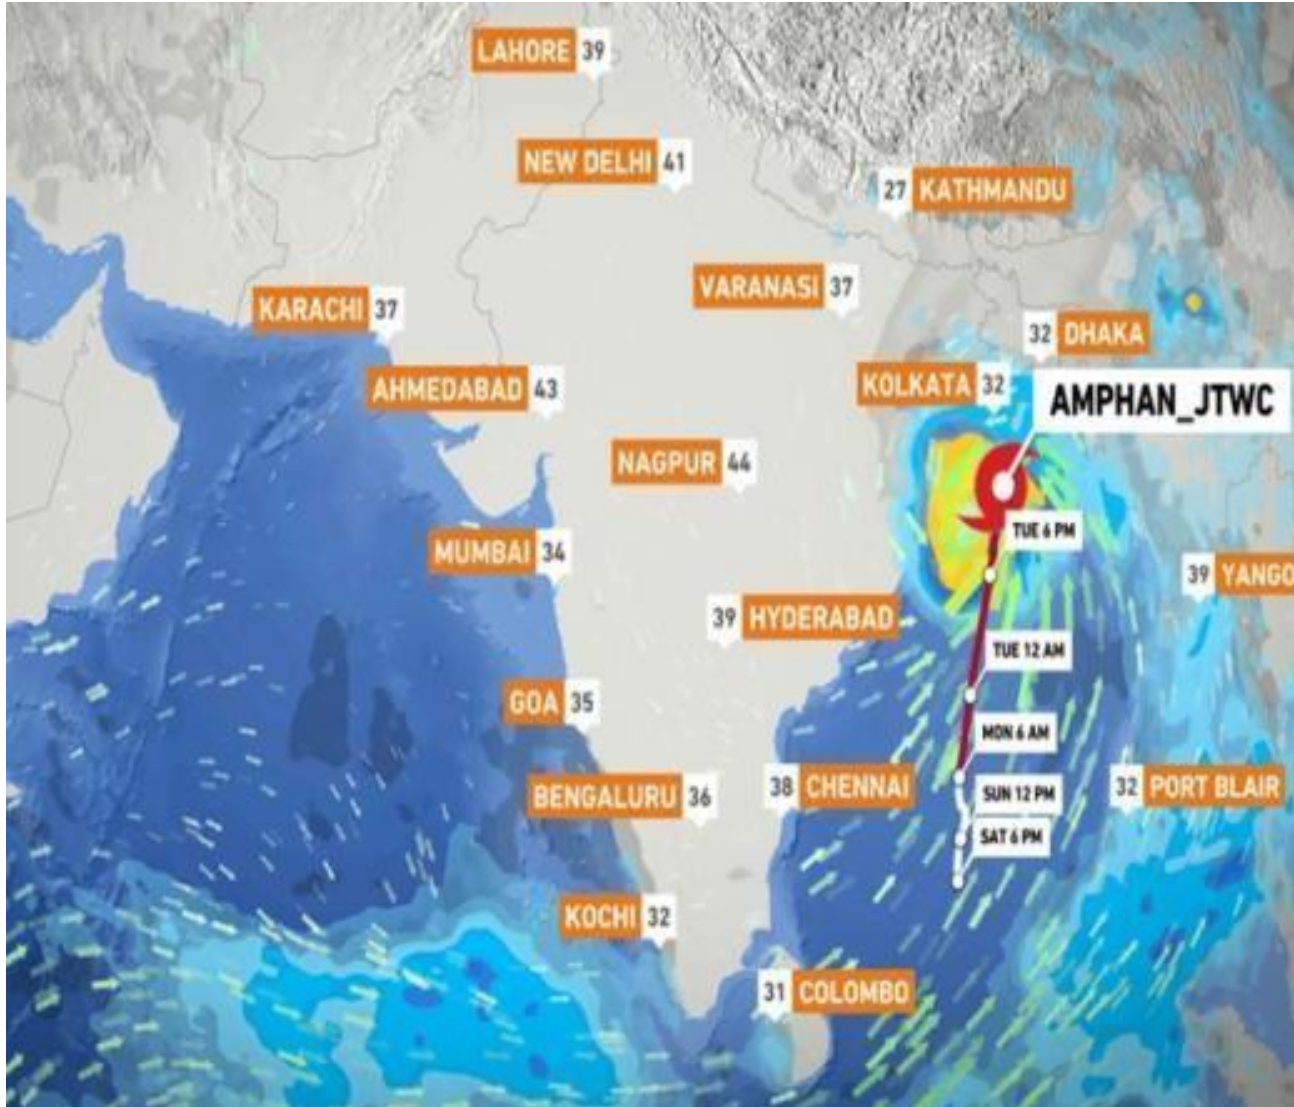 LAHORE 39
NEW DELHI 41
27 KATHMANDU
VARANASI 37
KARACHI 37
32 DHAKA
AHMEDABAD 43
KOLKATA 32
AMPHAN_JTWC
NAGPUR 44
TUE 6 PM
MUMBAI 34
39 YANGO
39 HYDERABAD
TUE 12 AM
GOA 35
MON 6 AM
BENGALURU 36
38 CHENNAI
SUN 12 PM
32 PORT BLAIR
SAT 6 PM
KOCHI 32
31 COLOMBO